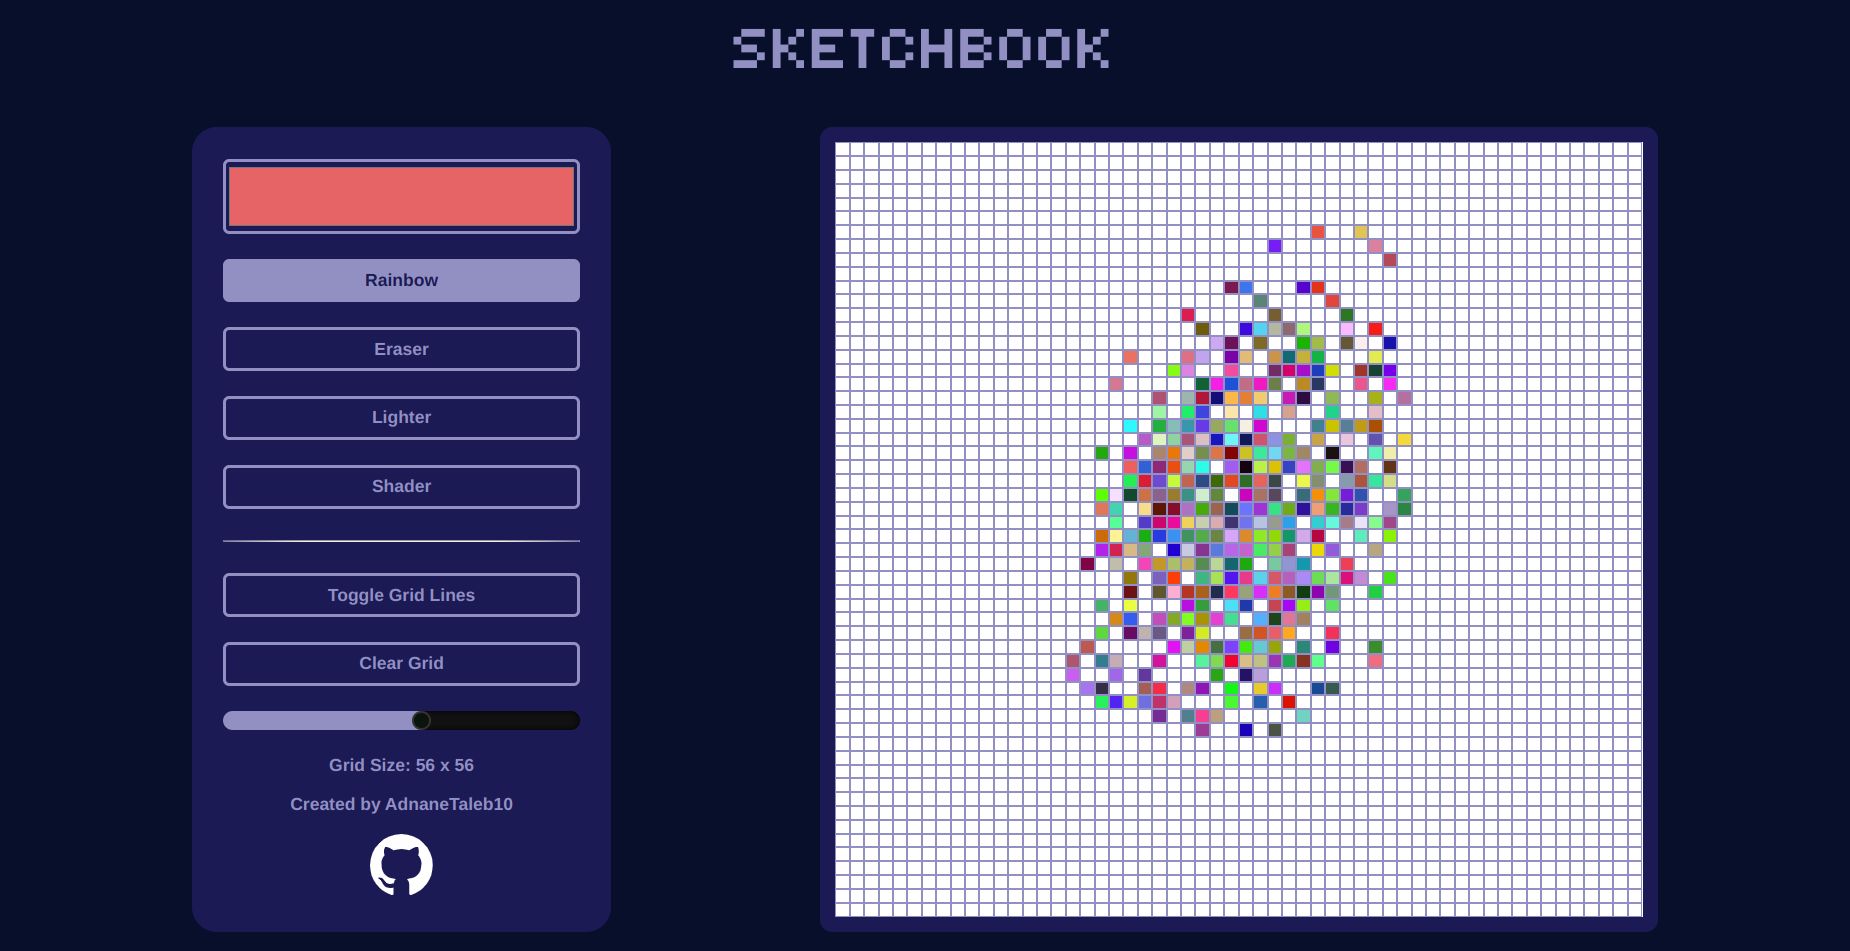 SKETCHBOOK
Rainbow
Eraser
Lighter
Shader
Toggle Grid Lines
Clear Grid
Grid Size: 56 x 56
Created by AdnaneTaleb10